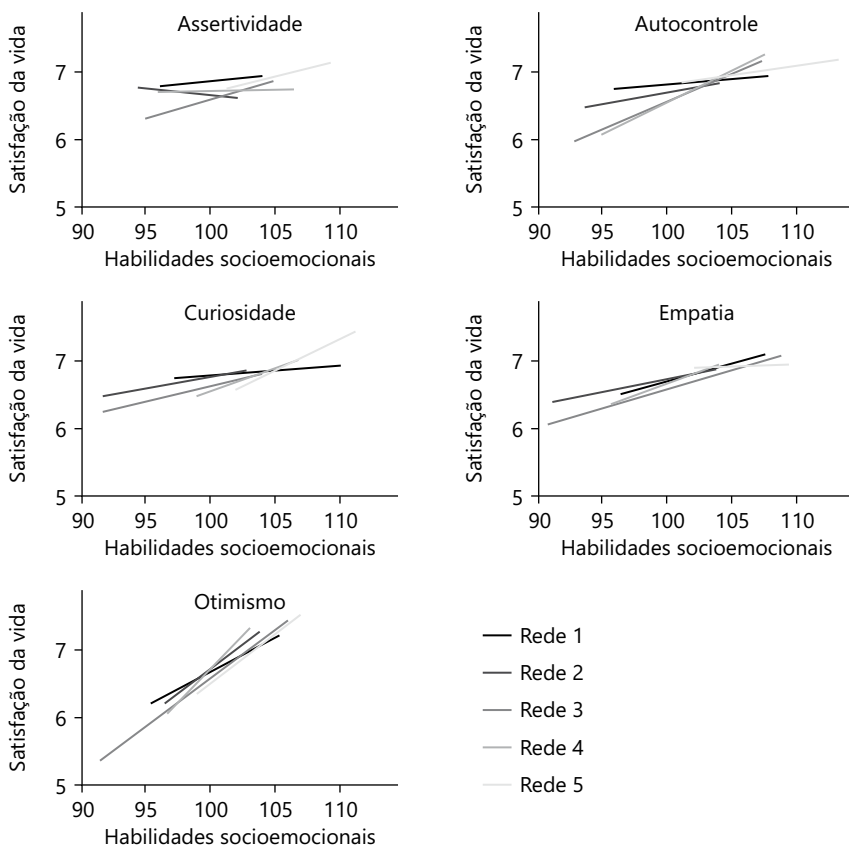 Assertividade
Satisfação da vida
7
6
5
90 95 100 105 110
Habilidades socioemocionais
Autocontrole
Satisfação da vida
7
6
5
90 95 100 105 110
Habilidades socioemocionais
Curiosidade
Satisfação da vida
7
6
5
90 95 100 105 110
Habilidades socioemocionais
Empatia
Satisfação da vida
7
6
5
90 95 100 105 110
Habilidades socioemocionais
Otimismo
Satisfação da vida
7
6
5
90 95 100 105 110
Habilidades socioemocionais
Rede 1
Rede 2
Rede 3
Rede 4
Rede 5